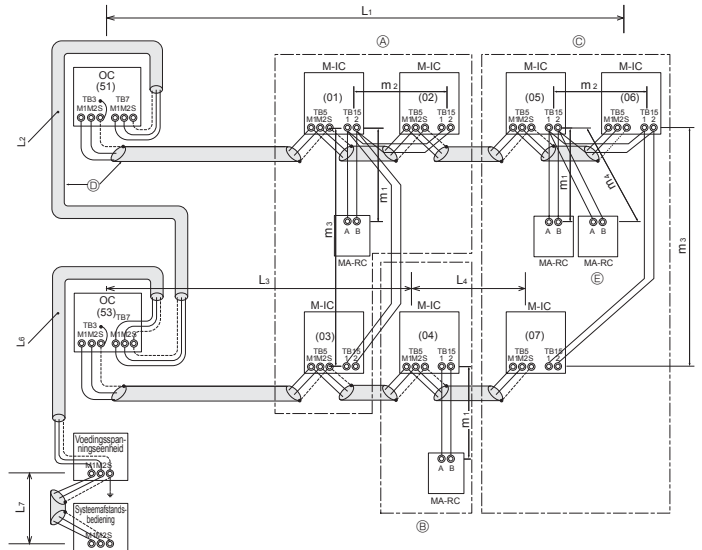 L1
Ⓐ
Ⓒ
M-IC
M-IC
M-IC
M-IC
OC
(51)
TB3
TB7
M1M2S
M1M2S
(01)
m2
(02)
(05)
m2
(06)
TB5
M1M2S
TB15
1 2
TB5
M1M2S
TB15
1 2
TB5
M1M2S
TB15
1 2
TB5
M1M2S
TB15
1 2
L2
Ⓓ
m1
m3
m1
m4
m3
A B
MA-RC
A B
MA-RC
A B
MA-RC
Ⓔ
L3
L4
OC
(53)
TB3
TB7
M1M2S
M1M2S
L6
M-IC
(03)
TB5
M1M2S
TB15
1 2
M-IC
(04)
TB5
M1M2S
TB15
1 2
M-IC
(07)
TB5
M1M2S
TB15
1 2
m1
A B
MA-RC
Ⓑ
Voedingsspan-
ningseenheid
M1M2S
L7
Systeemafstands-
bediening
M1M2S